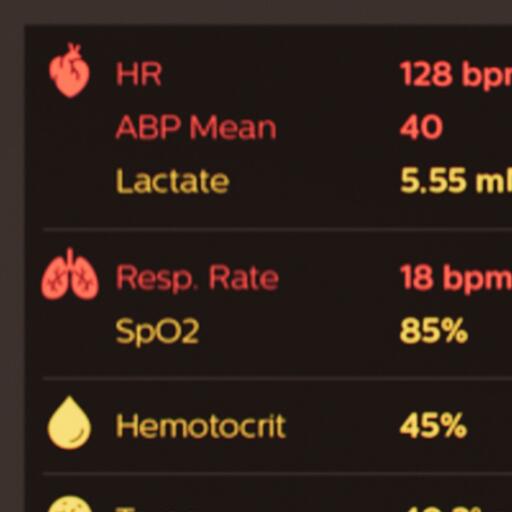 HR 128 bpm
ABP Mean 40
Lactate 5.55
Resp. Rate 18 bpm
SpO2 85%
Hemotocrit 45%